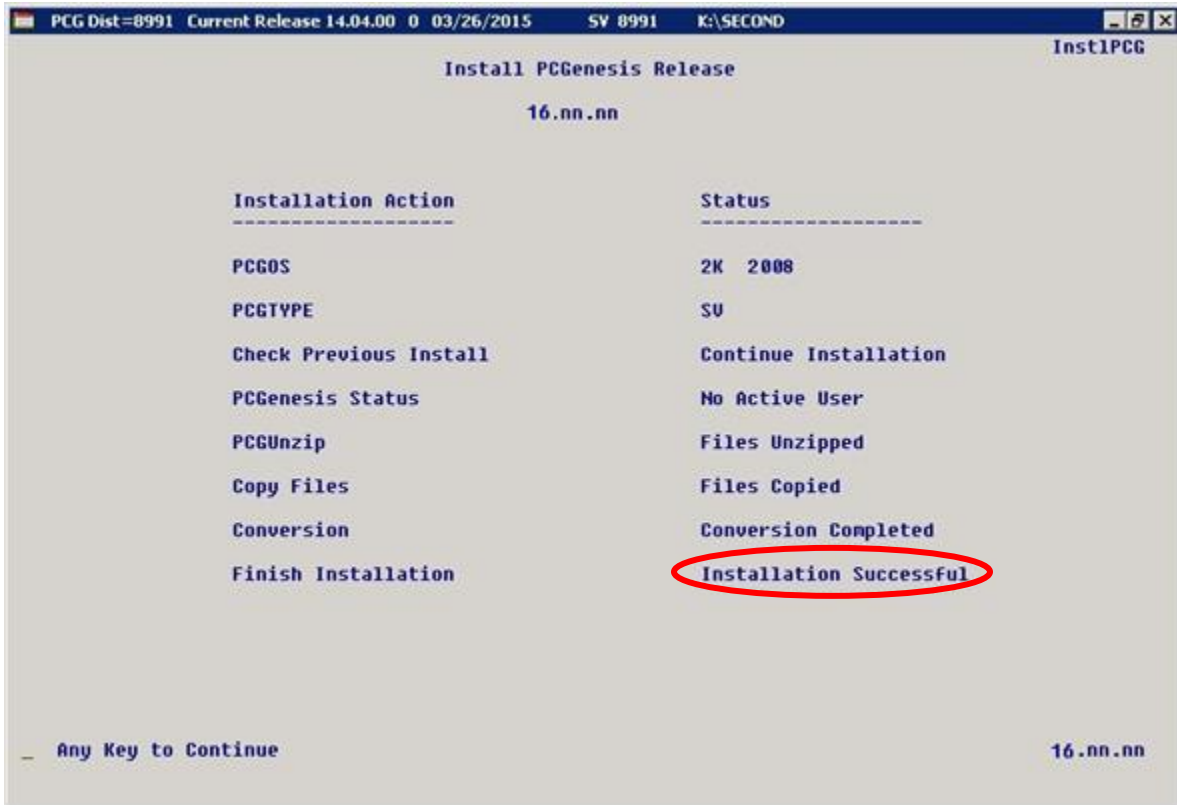 PCG Dist=8991 Current Release 14.04.00 0 03/26/2015 SV 8991 K:\SECOND
InstlPCG
Install PCGenesis Release
16.nn.nn
Installation Action Status
------------------- -------------------
PCGOS 2K 2008
PCGTYPE SV
Check Previous Install Continue Installation
PCGenesis Status No Active User
PCGUnzip Files Unzipped
Copy Files Files Copied
Conversion Conversion Completed
Finish Installation Installation Successful
_ Any Key to Continue 16.nn.nn